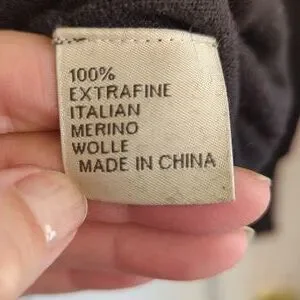 100%
EXTRAFINE
ITALIAN
MERINO
WOLLE
MADE IN CHINA